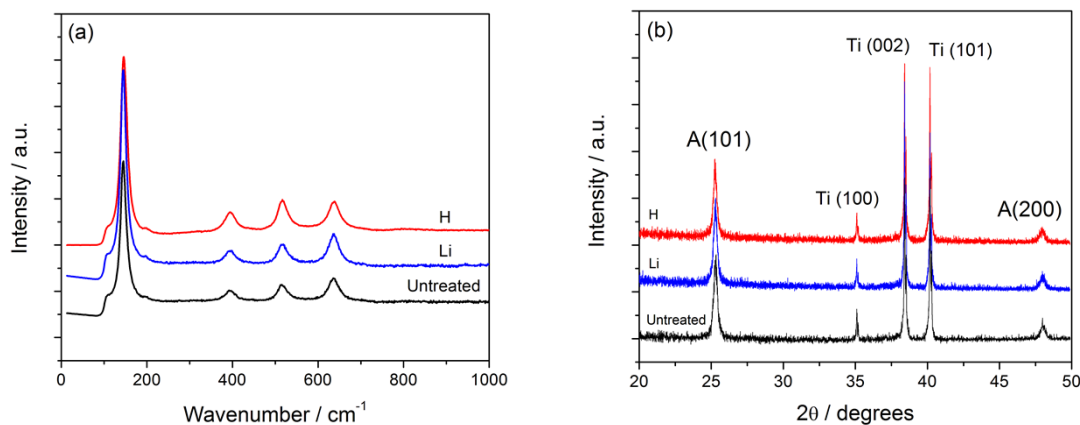 (a)
Intensity / a.u.
H
Li
Untreated
0 200 400 600 800 1000
Wavenumber / cm⁻¹
(b)
Ti (002) Ti (101)
A(101)
Ti (100)
A(200)
Intensity / a.u.
H
Li
Untreated
20 25 30 35 40 45 50
2θ / degrees